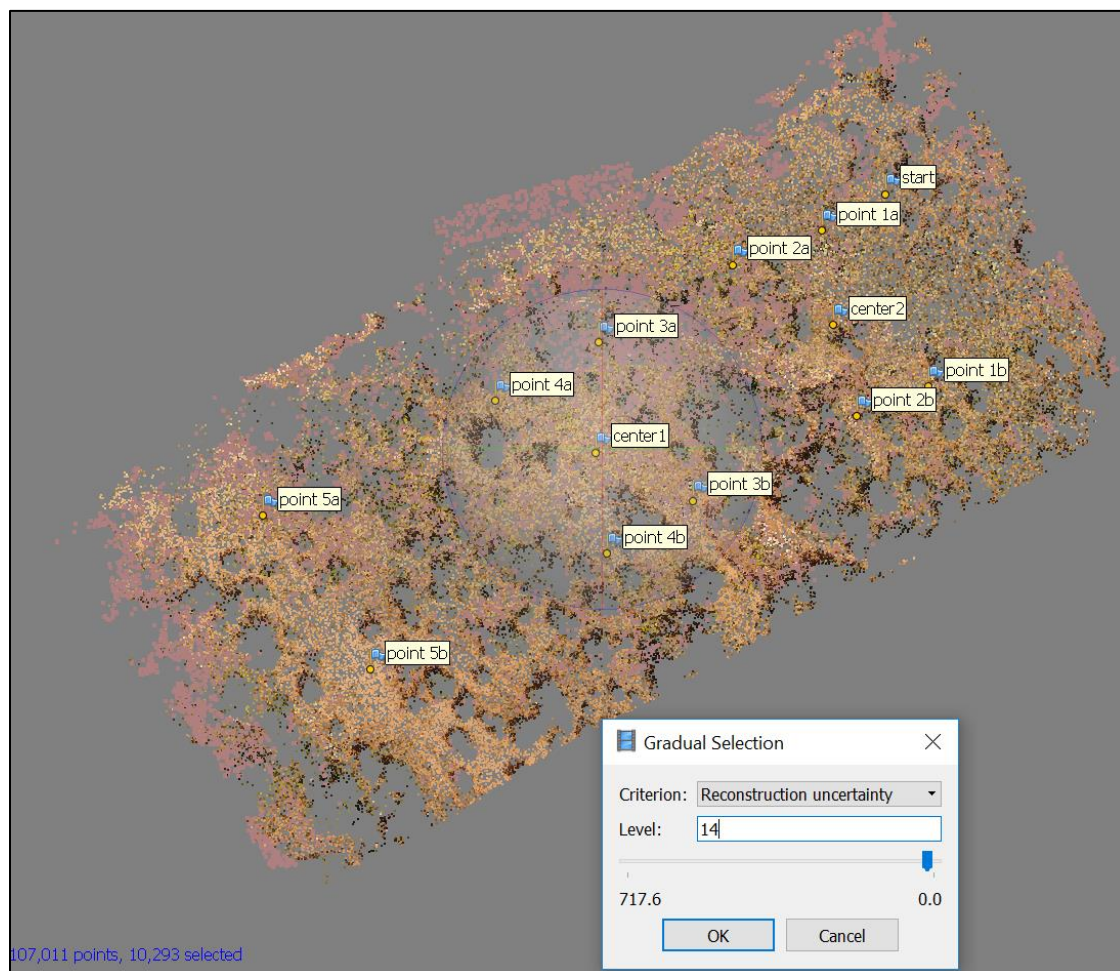 start
point 1a
point 2a
center2
point 3a
point 1b
point 4a
point 2b
center1
point 3b
point 5a
point 4b
point 5b
Gradual Selection
Criterion: Reconstruction uncertainty
Level: 14
717.6 0.0
OK Cancel
107,011 points, 10,293 selected